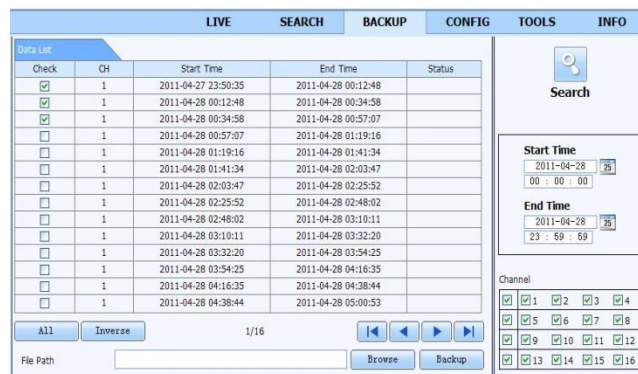 LIVE SEARCH BACKUP CONFIG TOOLS INFO
Data List
Check CH Start Time End Time Status
1 2011-04-27 23:50:35 2011-04-28 00:12:48
1 2011-04-28 00:12:48 2011-04-28 00:34:58
1 2011-04-28 00:34:58 2011-04-28 00:57:07
1 2011-04-28 00:57:07 2011-04-28 01:19:16
1 2011-04-28 01:19:16 2011-04-28 01:41:34
1 2011-04-28 01:41:34 2011-04-28 02:03:47
1 2011-04-28 02:03:47 2011-04-28 02:25:52
1 2011-04-28 02:25:52 2011-04-28 02:48:02
1 2011-04-28 02:48:02 2011-04-28 03:10:11
1 2011-04-28 03:10:11 2011-04-28 03:32:20
1 2011-04-28 03:32:20 2011-04-28 03:54:25
1 2011-04-28 03:54:25 2011-04-28 04:16:35
1 2011-04-28 04:16:35 2011-04-28 04:38:44
1 2011-04-28 04:38:44 2011-04-28 05:00:53
All Inverse 1/16
File Path Browse Backup
Search
Start Time
2011-04-28 25
00 : 00 : 00
End Time
2011-04-28 25
23 : 59 : 59
Channel
1 2 3 4
5 6 7 8
9 10 11 12
13 14 15 16